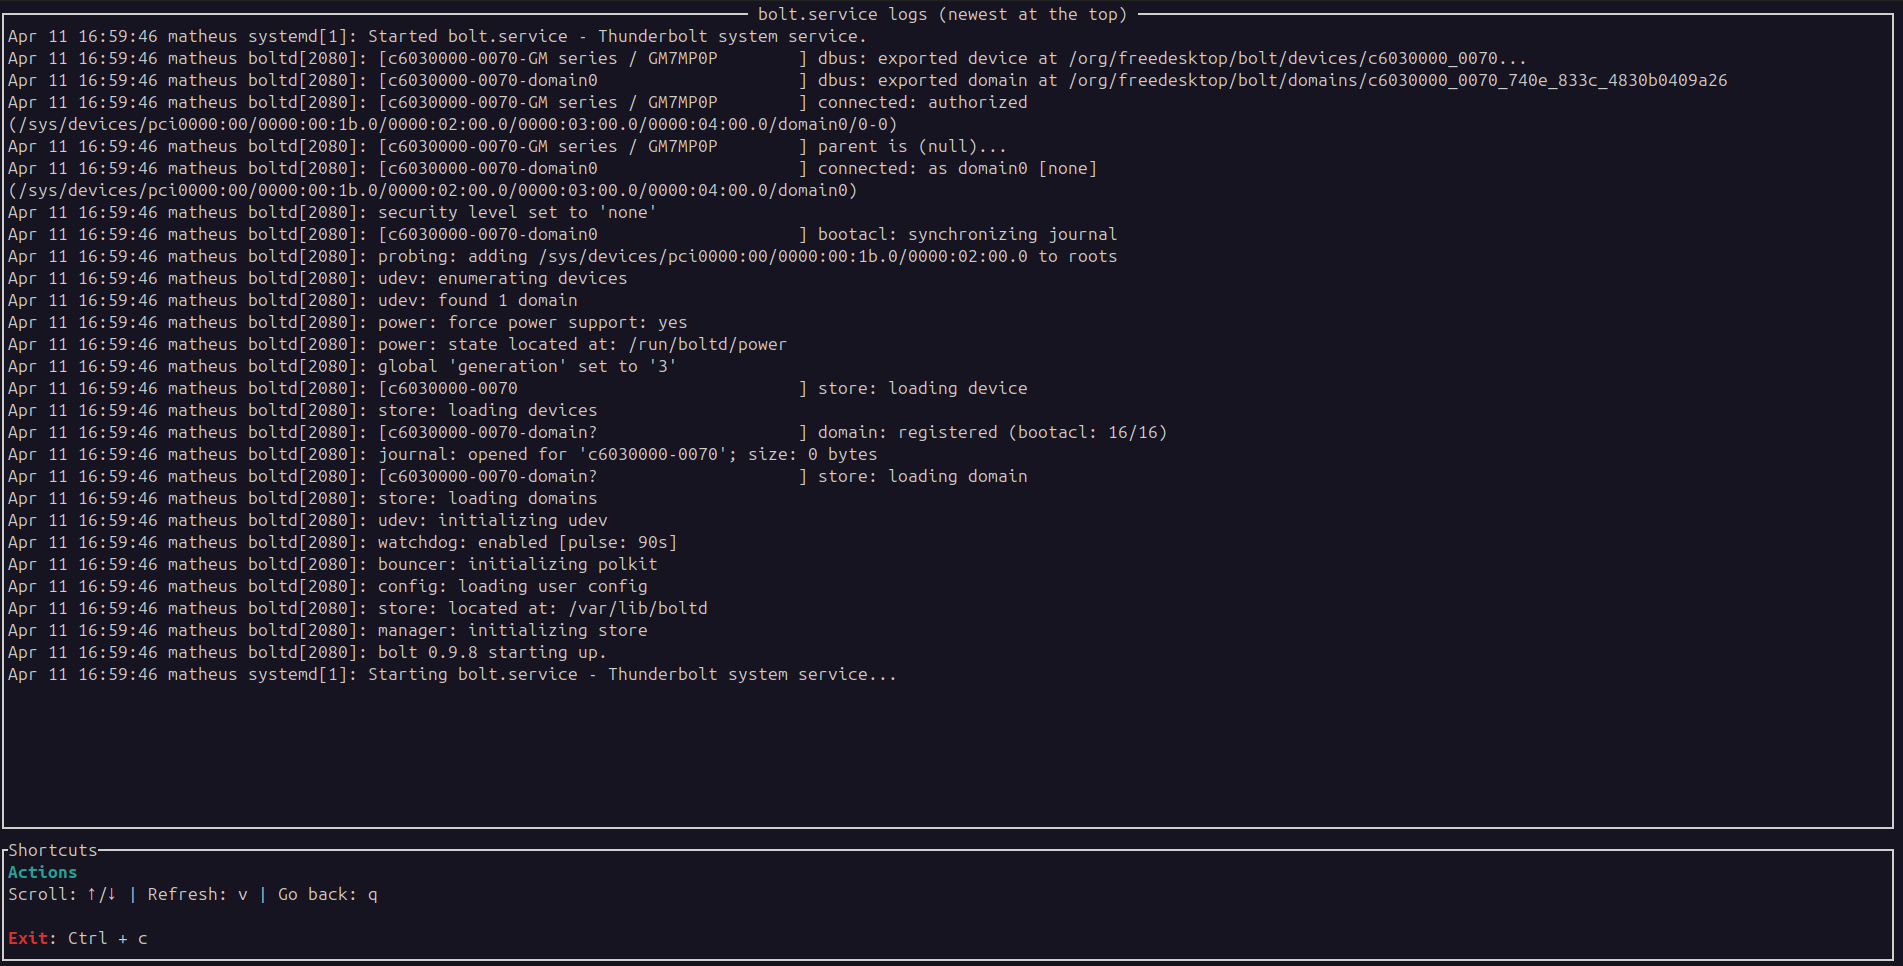 bolt.service logs (newest at the top)
Apr 11 16:59:46 matheus systemd[1]: Started bolt.service - Thunderbolt system service.
Apr 11 16:59:46 matheus boltd[2080]: [c6030000-0070-GM series / GM7MP0P        ] dbus: exported device at /org/freedesktop/bolt/devices/c6030000_0070...
Apr 11 16:59:46 matheus boltd[2080]: [c6030000-0070-domain0                    ] dbus: exported domain at /org/freedesktop/bolt/domains/c6030000_0070_740e_833c_4830b0409a26
Apr 11 16:59:46 matheus boltd[2080]: [c6030000-0070-GM series / GM7MP0P        ] connected: authorized
(/sys/devices/pci0000:00/0000:00:1b.0/0000:02:00.0/0000:03:00.0/0000:04:00.0/domain0/0-0)
Apr 11 16:59:46 matheus boltd[2080]: [c6030000-0070-GM series / GM7MP0P        ] parent is (null)...
Apr 11 16:59:46 matheus boltd[2080]: [c6030000-0070-domain0                    ] connected: as domain0 [none]
(/sys/devices/pci0000:00/0000:00:1b.0/0000:02:00.0/0000:03:00.0/0000:04:00.0/domain0)
Apr 11 16:59:46 matheus boltd[2080]: security level set to 'none'
Apr 11 16:59:46 matheus boltd[2080]: [c6030000-0070-domain0                    ] bootacl: synchronizing journal
Apr 11 16:59:46 matheus boltd[2080]: probing: adding /sys/devices/pci0000:00/0000:00:1b.0/0000:02:00.0 to roots
Apr 11 16:59:46 matheus boltd[2080]: udev: enumerating devices
Apr 11 16:59:46 matheus boltd[2080]: udev: found 1 domain
Apr 11 16:59:46 matheus boltd[2080]: power: force power support: yes
Apr 11 16:59:46 matheus boltd[2080]: power: state located at: /run/boltd/power
Apr 11 16:59:46 matheus boltd[2080]: global 'generation' set to '3'
Apr 11 16:59:46 matheus boltd[2080]: [c6030000-0070                            ] store: loading device
Apr 11 16:59:46 matheus boltd[2080]: store: loading devices
Apr 11 16:59:46 matheus boltd[2080]: [c6030000-0070-domain?                    ] domain: registered (bootacl: 16/16)
Apr 11 16:59:46 matheus boltd[2080]: journal: opened for 'c6030000-0070'; size: 0 bytes
Apr 11 16:59:46 matheus boltd[2080]: [c6030000-0070-domain?                    ] store: loading domain
Apr 11 16:59:46 matheus boltd[2080]: store: loading domains
Apr 11 16:59:46 matheus boltd[2080]: udev: initializing udev
Apr 11 16:59:46 matheus boltd[2080]: watchdog: enabled [pulse: 90s]
Apr 11 16:59:46 matheus boltd[2080]: bouncer: initializing polkit
Apr 11 16:59:46 matheus boltd[2080]: config: loading user config
Apr 11 16:59:46 matheus boltd[2080]: store: located at: /var/lib/boltd
Apr 11 16:59:46 matheus boltd[2080]: manager: initializing store
Apr 11 16:59:46 matheus boltd[2080]: bolt 0.9.8 starting up.
Apr 11 16:59:46 matheus systemd[1]: Starting bolt.service - Thunderbolt system service...
Shortcuts
Actions
Scroll: ↑/↓ | Refresh: v | Go back: q
Exit: Ctrl + c